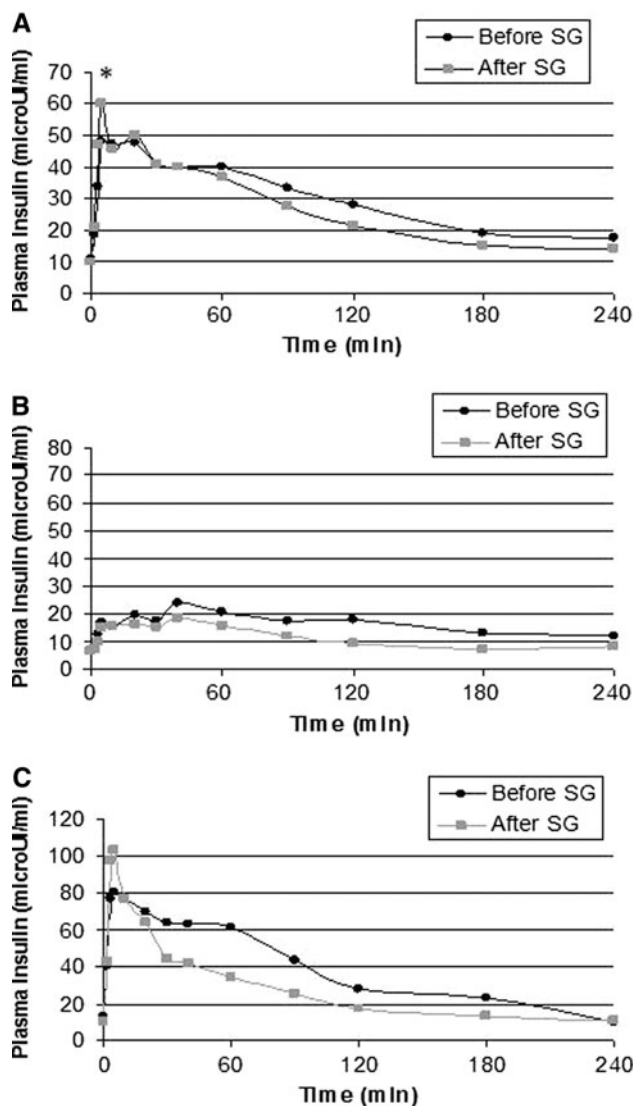 A
Before SG
After SG
*
Plasma Insulin (microUI/ml)
70
60
50
40
30
20
10
0
0 60 120 180 240
Time (min)
B
Before SG
After SG
Plasma Insulin (microUI/ml)
80
70
60
50
40
30
20
10
0
0 60 120 180 240
Time (min)
C
Before SG
After SG
Plasma Insulin (microUI/ml)
120
100
80
60
40
20
0
0 60 120 180 240
Time (min)